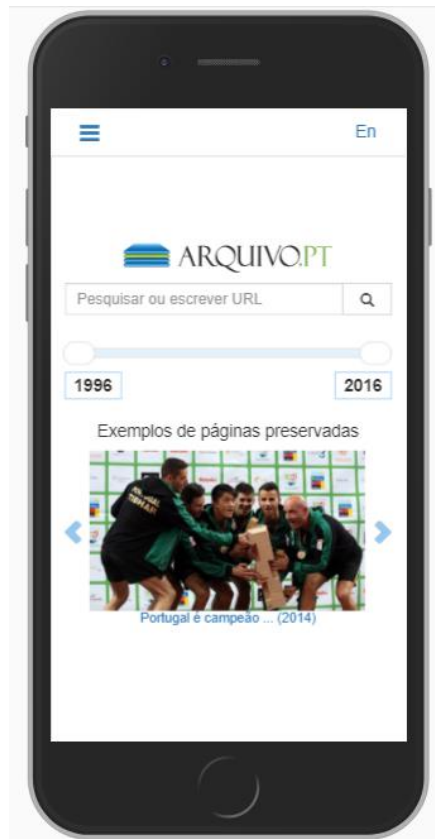 En
ARQUIVO.PT
Pesquisar ou escrever URL
1996 2016
Exemplos de páginas preservadas
Portugal é campeão ... (2014)